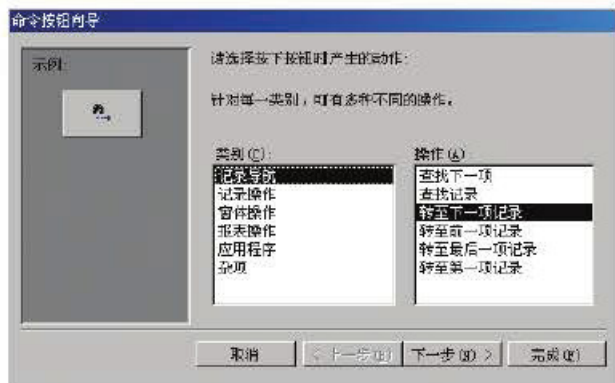 命令按钮向导
示例:
请选择按下按钮时产生的动作:
针对每一类别，可有多种不同的操作。
类别(C):
记录导航
记录操作
窗体操作
报表操作
应用程序
杂项
操作(A)
查找下一项
查找记录
转至下一项记录
转至前一项记录
转至最后一项记录
转至第一项记录
取消
< 上一步(B)
下一步(N) >
完成(F)